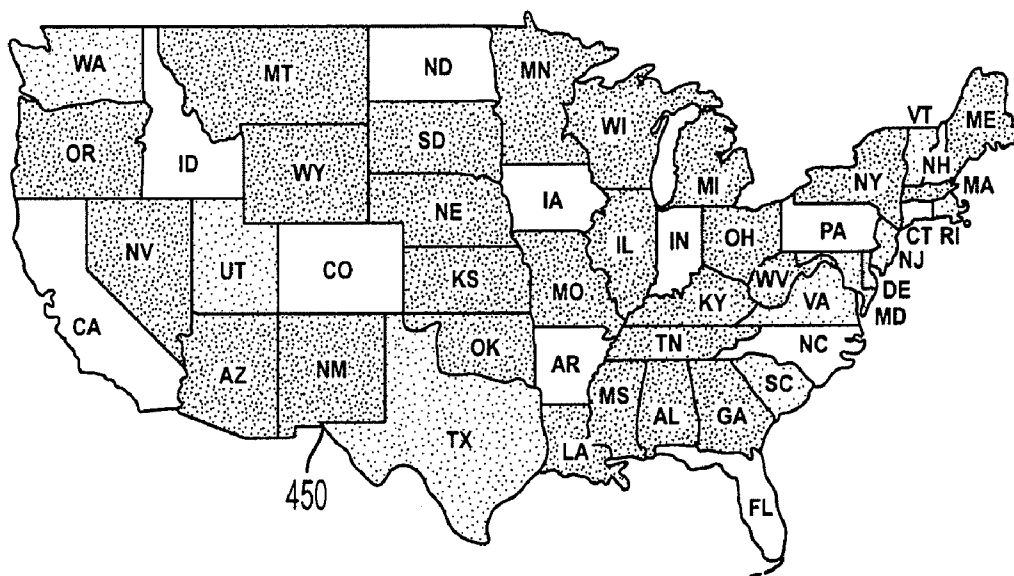 WA
MT
ND
MN
VT
ME
OR
ID
WY
SD
WI
MI
NY
NH
MA
NV
UT
CO
NE
IA
IL
IN
OH
PA
CT RI
NJ
CA
KS
MO
KY
WV
VA
DE
MD
AZ
NM
OK
AR
TN
NC
TX
LA
MS
AL
GA
SC
FL
450